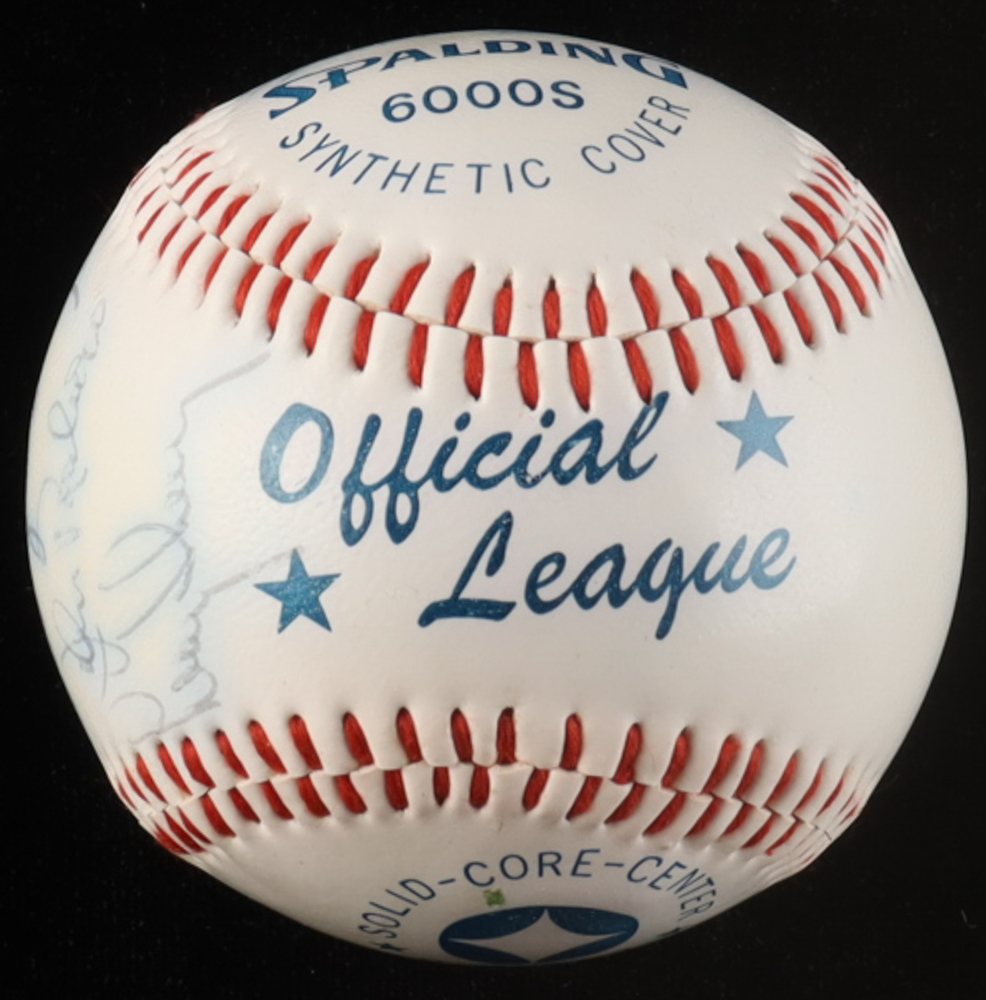 SPALDING
6000S
SYNTHETIC COVER
Official
League
SOLID-CORE-CENTER